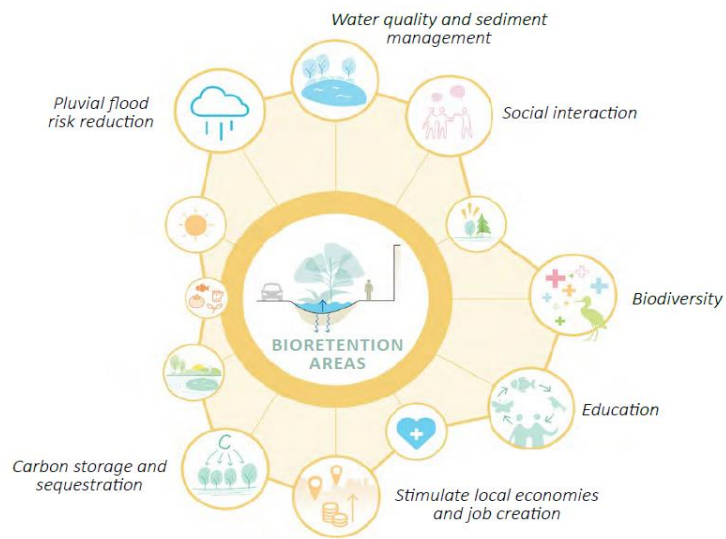 Water quality and sediment
management
Pluvial flood
risk reduction
Social interaction
Biodiversity
BIORETENTION
AREAS
Education
C
Carbon storage and
sequestration
Stimulate local economies
and job creation